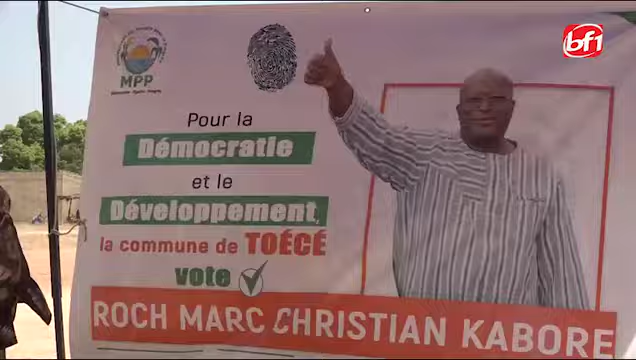 bf1
MPP
Pour la
Démocratie
et le
Développement,
la commune de TOÉCÉ
vote
ROCH MARC CHRISTIAN KABORE